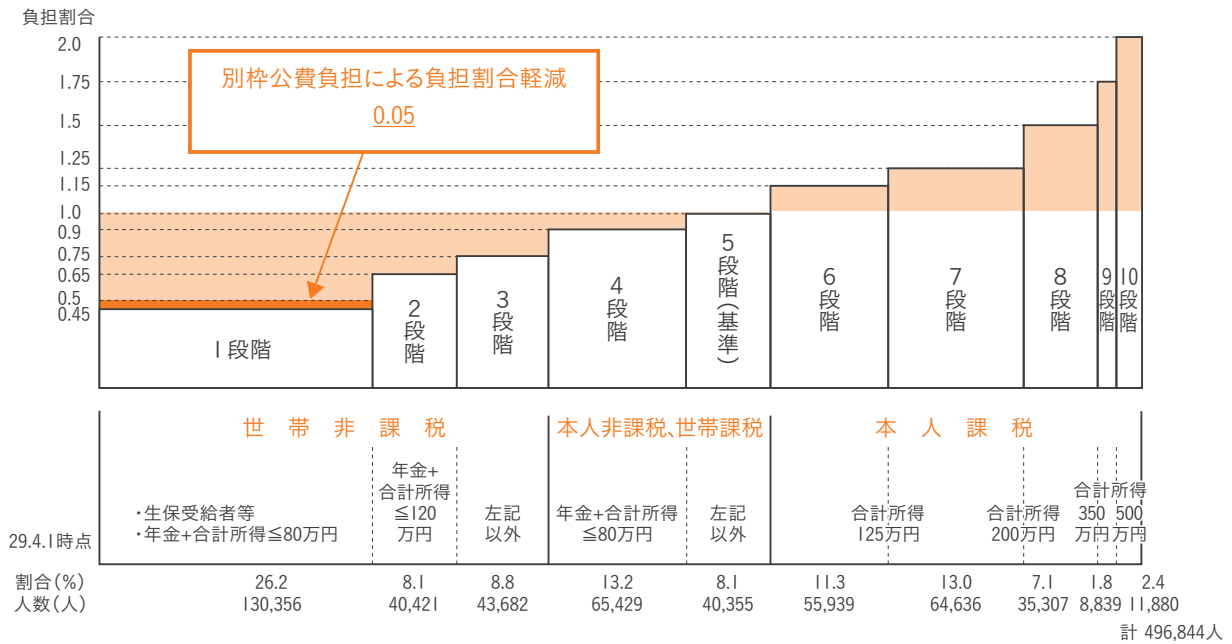 負担割合
2.0
1.75
1.5
1.25
1.15
1.0
0.9
0.75
0.65
0.5
0.45
別枠公費負担による負担割合軽減
0.05
1段階
2段階
3段階
4段階
5段階(基準)
6段階
7段階
8段階
9段階
10段階
世帯非課税
本人非課税、世帯課税
本人課税
・生保受給者等
・年金+合計所得≦80万円
年金+
合計所得
≦120
万円
左記
以外
年金+合計所得
≦80万円
左記
以外
合計所得
125万円
合計所得
200万円
合計所得
350 500
万円 万円
29.4.1時点
割合(%) 26.2 8.1 8.8 13.2 8.1 11.3 13.0 7.1 1.8 2.4
人数(人) 130,356 40,421 43,682 65,429 40,355 55,939 64,636 35,307 8,839 11,880
計 496,844人